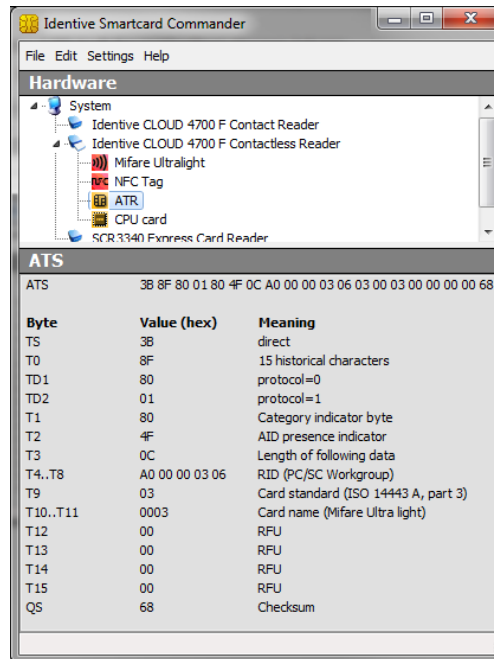 Identive Smartcard Commander
File Edit Settings Help
Hardware
System
Identive CLOUD 4700 F Contact Reader
Identive CLOUD 4700 F Contactless Reader
Mifare Ultralight
NFC NFC Tag
ATR
CPU card
SCR3340 Express Card Reader
ATS
ATS 3B 8F 80 01 80 4F 0C A0 00 00 03 06 03 00 03 00 00 00 00 68
Byte Value (hex) Meaning
TS 3B direct
T0 8F 15 historical characters
TD1 80 protocol=0
TD2 01 protocol=1
T1 80 Category indicator byte
T2 4F AID presence indicator
T3 0C Length of following data
T4..T8 A0 00 00 03 06 RID (PC/SC Workgroup)
T9 03 Card standard (ISO 14443 A, part 3)
T10..T11 0003 Card name (Mifare Ultra light)
T12 00 RFU
T13 00 RFU
T14 00 RFU
T15 00 RFU
QS 68 Checksum